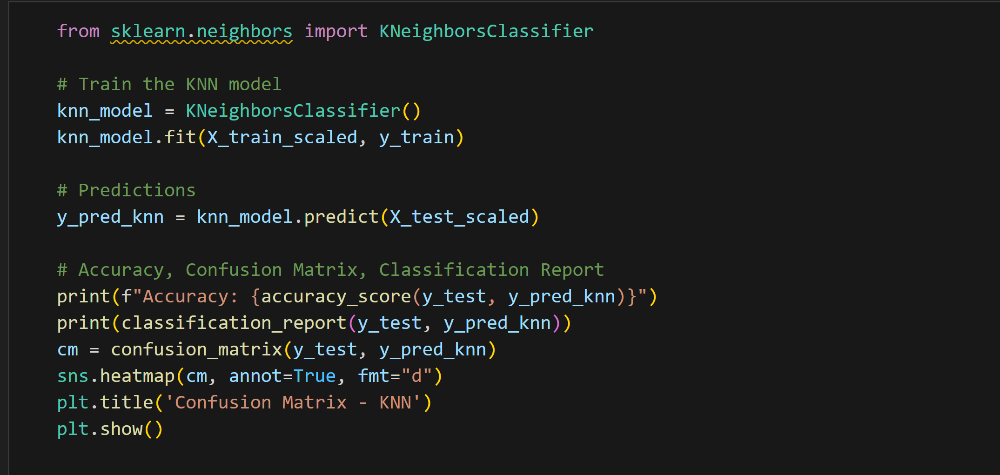 from sklearn.neighbors import KNeighborsClassifier
# Train the KNN model
knn_model = KNeighborsClassifier()
knn_model.fit(X_train_scaled, y_train)
# Predictions
y_pred_knn = knn_model.predict(X_test_scaled)
# Accuracy, Confusion Matrix, Classification Report
print(f"Accuracy: {accuracy_score(y_test, y_pred_knn)}")
print(classification_report(y_test, y_pred_knn))
cm = confusion_matrix(y_test, y_pred_knn)
sns.heatmap(cm, annot=True, fmt="d")
plt.title('Confusion Matrix - KNN')
plt.show()